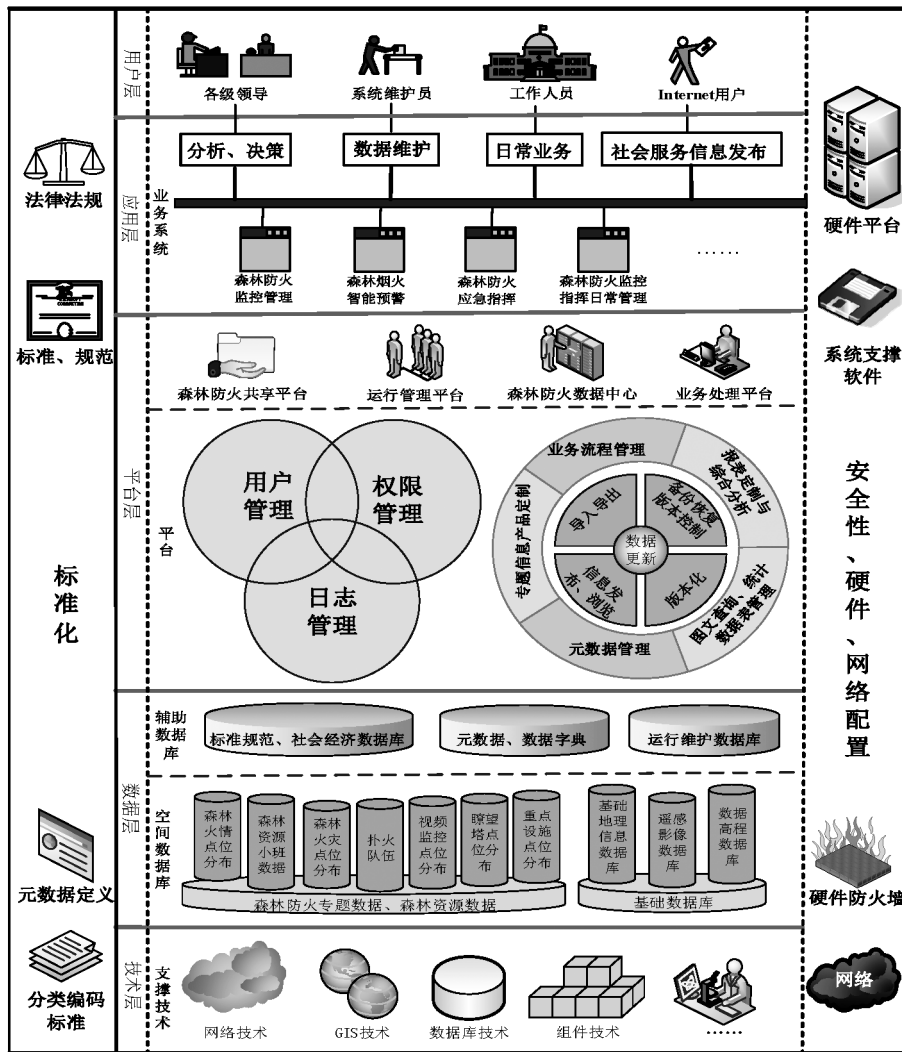 用户层
各级领导
系统维护员
工作人员
Internet用户
应用层
分析、决策
数据维护
日常业务
社会服务信息发布
业务系统
森林防火
监控管理
森林烟火
智能预警
森林防火
应急指挥
森林防火监控
指挥日常管理
……
平台层
森林防火共享平台
运行管理平台
森林防火数据中心
业务处理平台
平台
用户
管理
权限
管理
日志
管理
业务流程管理
报表定制与
综合分析
图文查询、统计
数据表管理
元数据管理
专题信息产品定制
导入导出
备份恢复
版本控制
信息发
布、浏览
版本化
数据
更新
数据层
辅助
数据库
标准规范、社会经济数据库
元数据、数据字典
运行维护数据库
空间数据库
森林
火情
点位
分布
森林
资源
小班
数据
森林
火灾
点位
分布
扑火
队伍
视频
监控
点位
分布
瞭望
塔点
位分
布
重点
设施
点位
分布
森林防火专题数据、森林资源数据
基础
地理
信息
数据
库
遥感
影像
数据
库
数据
高程
数据
库
基础数据库
技术层
支撑技术
网络技术
GIS技术
数据库技术
组件技术
……
法律法规
标准、规范
标准化
元数据定义
分类编码
标准
硬件平台
系统支撑
软件
安全性、硬件、网络配置
硬件防火墙
网络